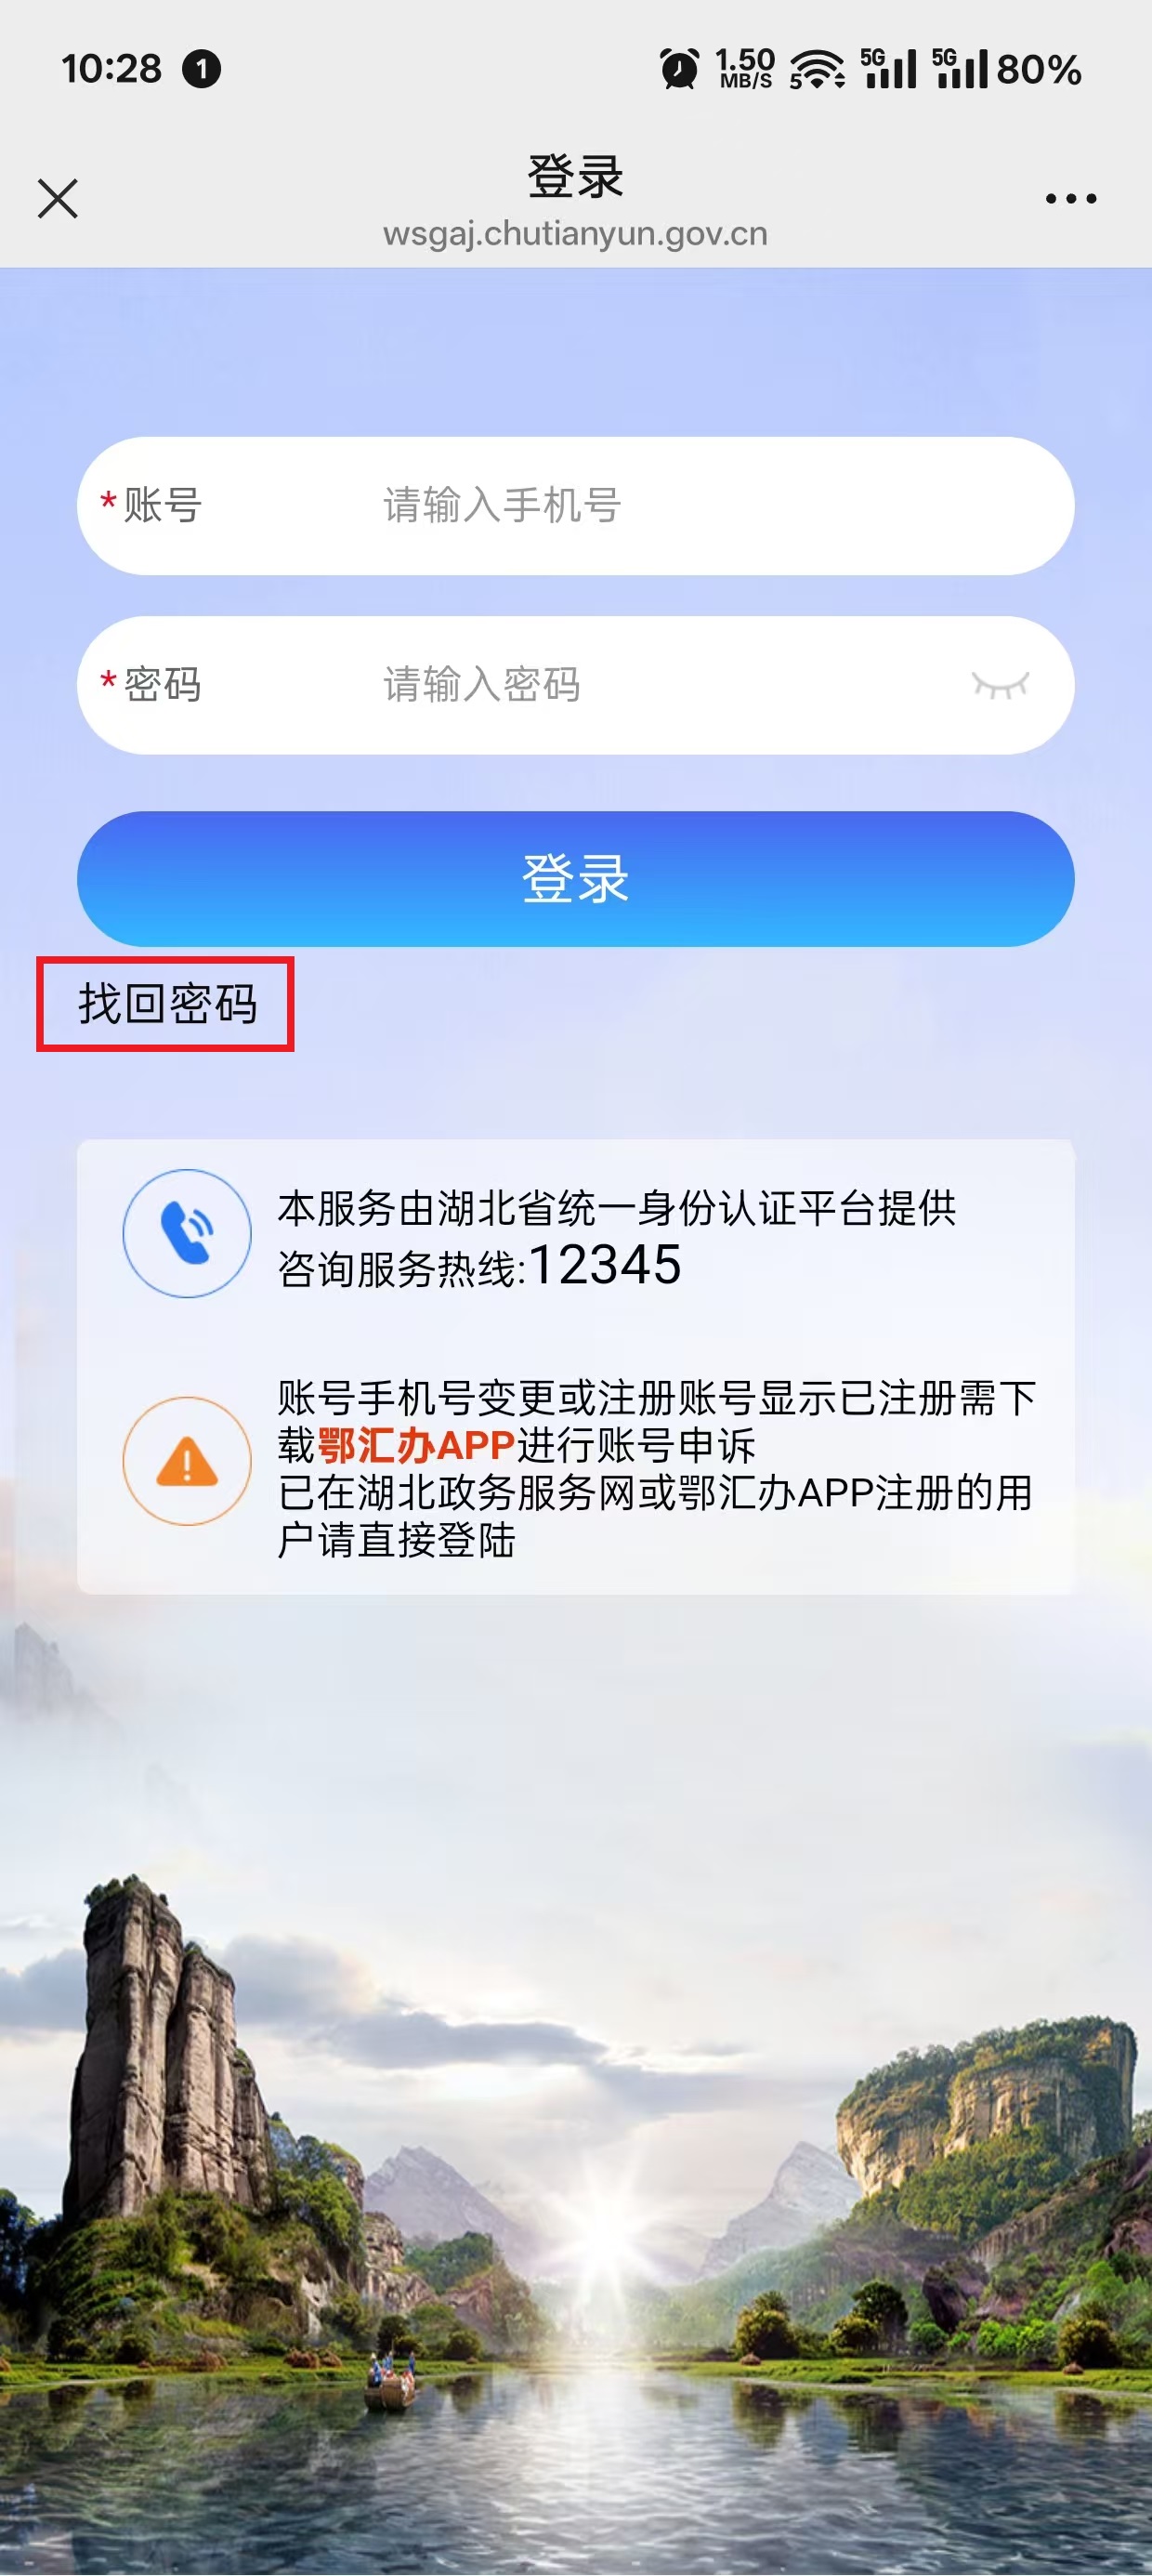 10:28 1 1.50 MB/S 5 5G 5G 80%
登录
wsgaj.chutianyun.gov.cn
*账号 请输入手机号
*密码 请输入密码
登录
找回密码
本服务由湖北省统一身份认证平台提供
咨询服务热线:12345
账号手机号变更或注册账号显示已注册需下
载鄂汇办APP进行账号申诉
已在湖北政务服务网或鄂汇办APP注册的用
户请直接登陆